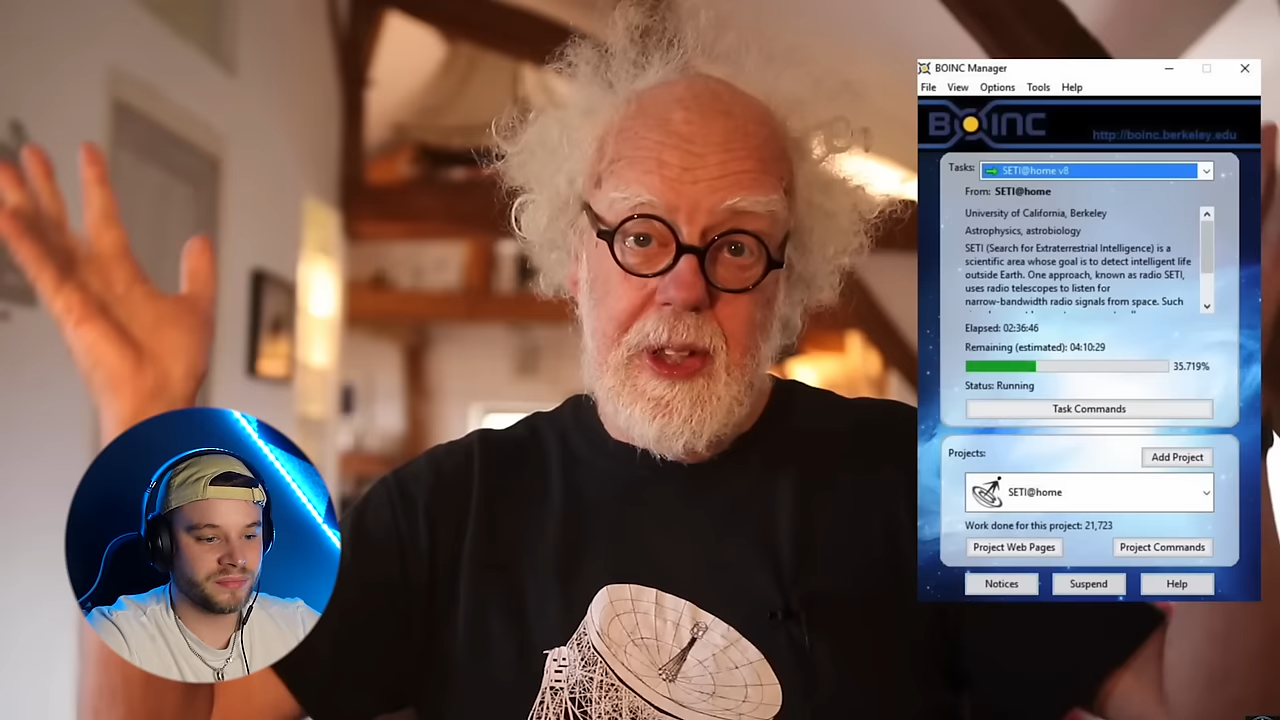 BOINC Manager
File View Options Tools Help
BOINC
http://boinc.berkeley.edu
Tasks: SETI@home v8
From: SETI@home
University of California, Berkeley
Astrophysics, astrobiology
SETI (Search for Extraterrestrial Intelligence) is a
scientific area whose goal is to detect intelligent life
outside Earth. One approach, known as radio SETI,
uses radio telescopes to listen for
narrow-bandwidth radio signals from space. Such
Elapsed: 02:36:46
Remaining (estimated): 04:10:29
35.719%
Status: Running
Task Commands
Projects:
Add Project
SETI@home
Work done for this project: 21,723
Project Web Pages Project Commands
Notices Suspend Help